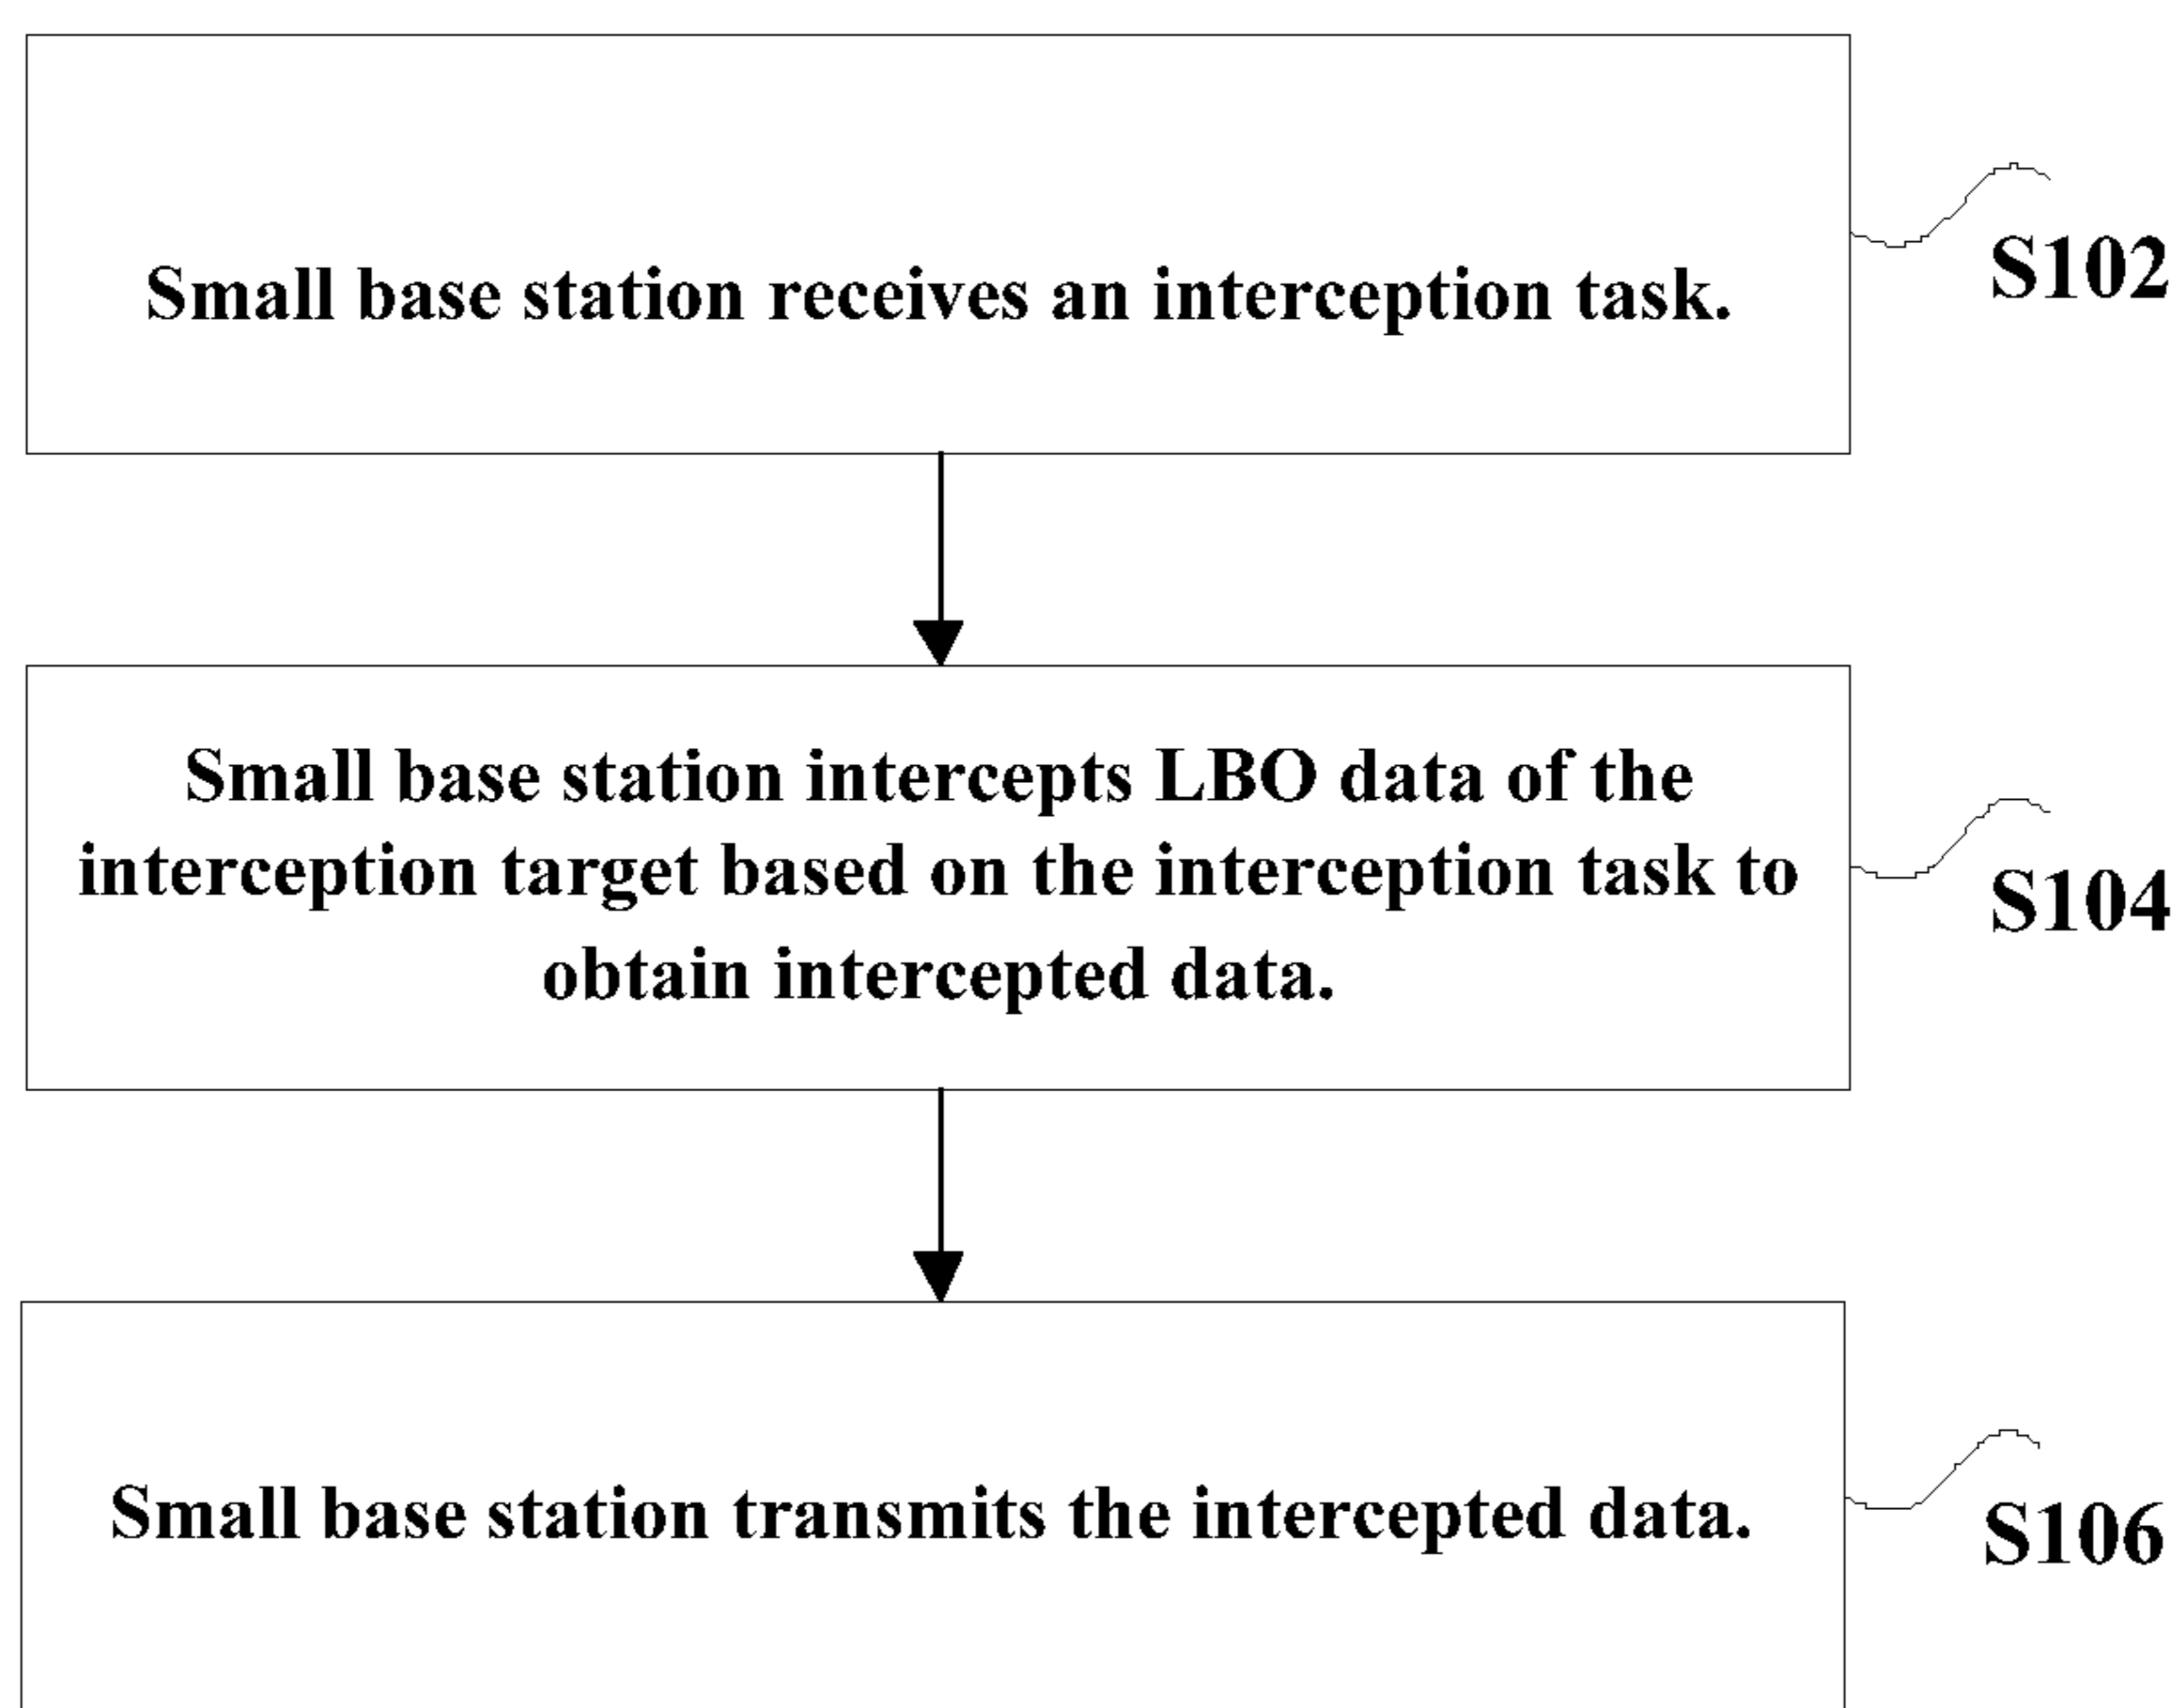 Small base station receives an interception task.
S102
Small base station intercepts LBO data of the
interception target based on the interception task to
obtain intercepted data.
S104
Small base station transmits the intercepted data.
S106